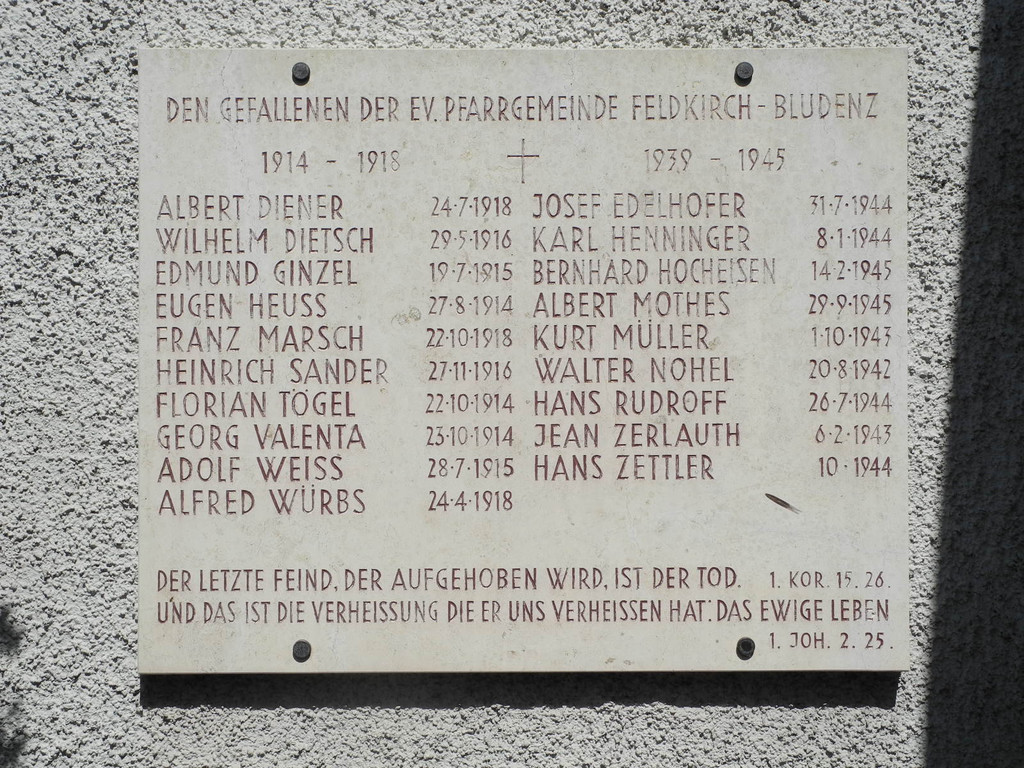 DEN GEFALLENEN DER EV. PFARRGEMEINDE FELDKIRCH - BLUDENZ
1914 - 1918 1939 - 1945
ALBERT DIENER 24·7·1918 JOSEF EDELHOFER 31·7·1944
WILHELM DIETSCH 29·5·1916 KARL HENNINGER 8·1·1944
EDMUND GINZEL 19·7·1915 BERNHARD HOCHEISEN 14·2·1945
EUGEN HEUSS 27·8·1914 ALBERT MOTHES 29·9·1945
FRANZ MARSCH 22·10·1918 KURT MÜLLER 1·10·1943
HEINRICH SANDER 27·11·1916 WALTER NOHEL 20·8·1942
FLORIAN TÖGEL 22·10·1914 HANS RUDROFF 26·7·1944
GEORG VALENTA 23·10·1914 JEAN ZERLAUTH 6·2·1943
ADOLF WEISS 28·7·1915 HANS ZETTLER 10·1944
ALFRED WÜRBS 24·4·1918
DER LETZTE FEIND, DER AUFGEHOBEN WIRD, IST DER TOD. 1. KOR. 15. 26.
UND DAS IST DIE VERHEISSUNG DIE ER UNS VERHEISSEN HAT: DAS EWIGE LEBEN
1. JOH. 2. 25.